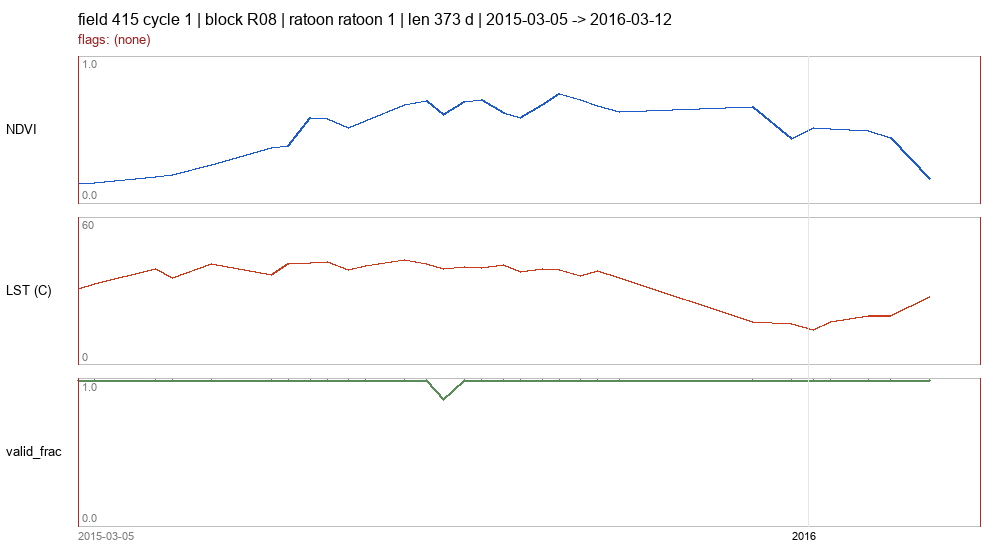 field 415 cycle 1 | block R08 | ratoon ratoon 1 | len 373 d | 2015-03-05 -> 2016-03-12
flags: (none)
1.0
NDVI
0.0
60
LST (C)
0
1.0
valid_frac
0.0
2015-03-05 2016